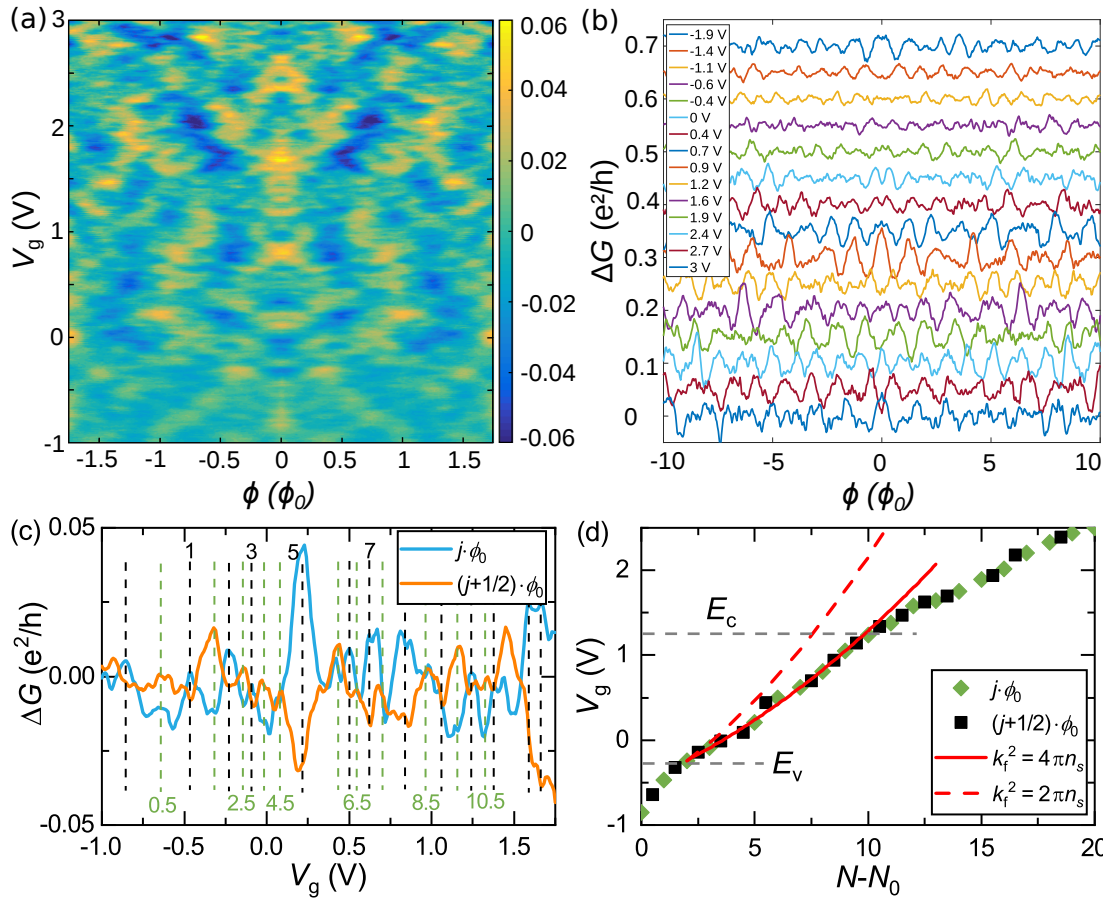 (a)
3
2
1
0
-1
V_g (V)
-1.5 -1 -0.5 0 0.5 1 1.5
ϕ (ϕ_0)
0.06
0.04
0.02
0
-0.02
-0.04
-0.06
(b)
0.7
0.6
0.5
0.4
0.3
0.2
0.1
0
ΔG (e²/h)
-1.9 V
-1.4 V
-1.1 V
-0.6 V
-0.4 V
0 V
0.4 V
0.7 V
0.9 V
1.2 V
1.6 V
1.9 V
2.4 V
2.7 V
3 V
-10 -5 0 5 10
ϕ (ϕ_0)
(c)
0.05
0.00
-0.05
ΔG (e²/h)
1 3 5 7
j·ϕ_0
(j+1/2)·ϕ_0
0.5 2.5 4.5 6.5 8.5 10.5
-1.0 -0.5 0.0 0.5 1.0 1.5
V_g (V)
(d)
2
1
0
-1
V_g (V)
E_c
E_v
j·ϕ_0
(j+1/2)·ϕ_0
k_f² = 4πn_s
k_f² = 2πn_s
0 5 10 15 20
N-N_0